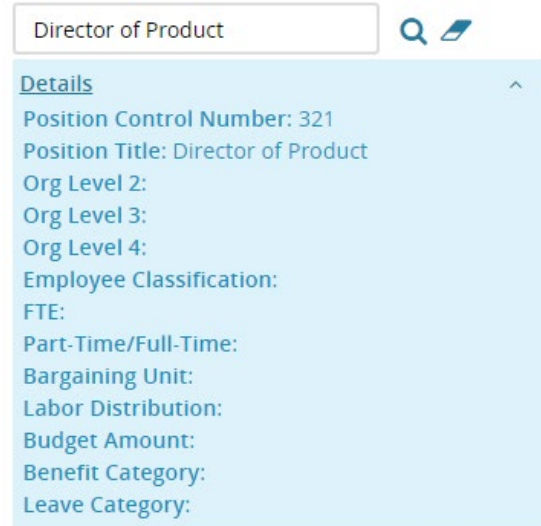 Director of Product
Details
Position Control Number: 321
Position Title: Director of Product
Org Level 2:
Org Level 3:
Org Level 4:
Employee Classification:
FTE:
Part-Time/Full-Time:
Bargaining Unit:
Labor Distribution:
Budget Amount:
Benefit Category:
Leave Category: